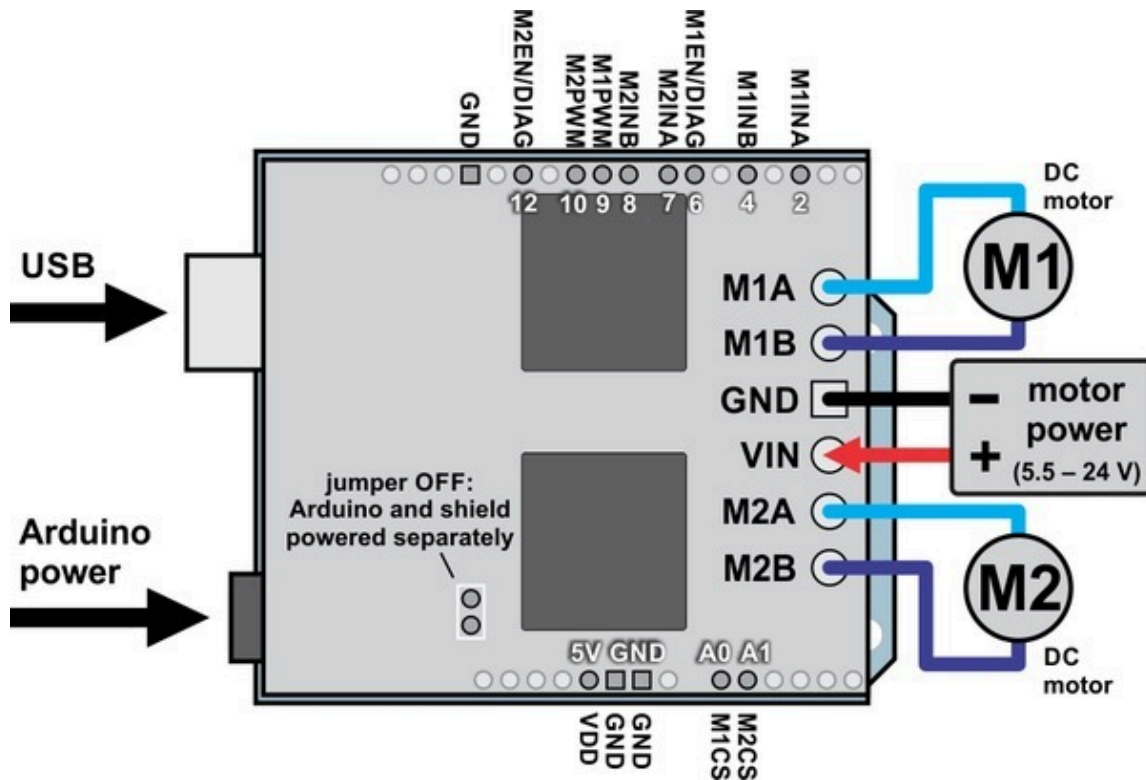 GND
M2EN/DIAG
M2PWM
M1PWM
M2INB
M2INA
M1EN/DIAG
M1INB
M1INA
12 10 9 8 7 6 4 2
DC
motor
M1
USB
M1A
M1B
GND
VIN
M2A
M2B
− motor
power
+ (5.5 – 24 V)
jumper OFF:
Arduino and shield
powered separately
Arduino
power
M2
DC
motor
5V GND A0 A1
VDD
GND
GND
M1CS
M2CS